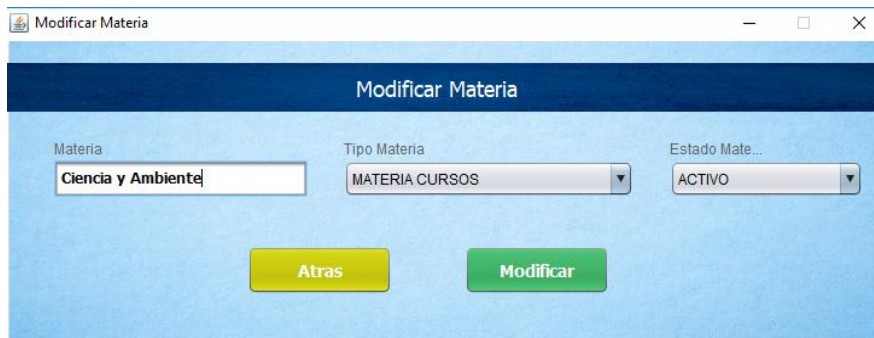 Modificar Materia
Modificar Materia
Materia Tipo Materia Estado Mate...
Ciencia y Ambiente MATERIA CURSOS ACTIVO
Atras Modificar